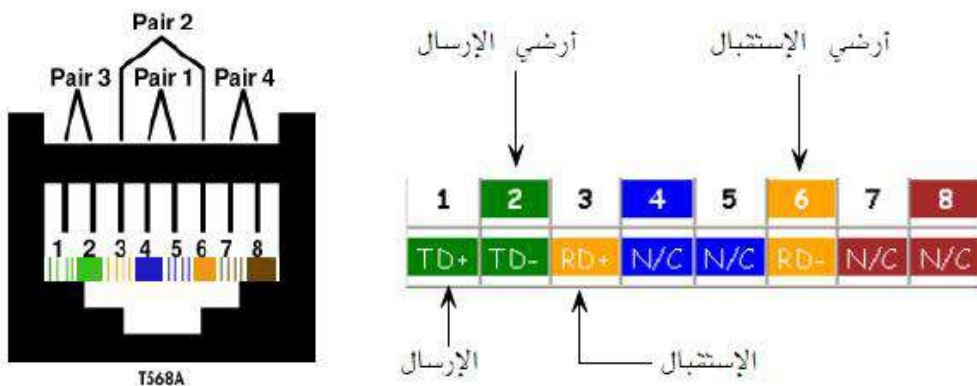 Pair 2
Pair 3 Pair 1 Pair 4
1 2 3 4 5 6 7 8
T568A
أرضي الإرسال
أرضي الإستقبال
1 2 3 4 5 6 7 8
TD+ TD- RD+ N/C N/C RD- N/C N/C
الإرسال
الإستقبال